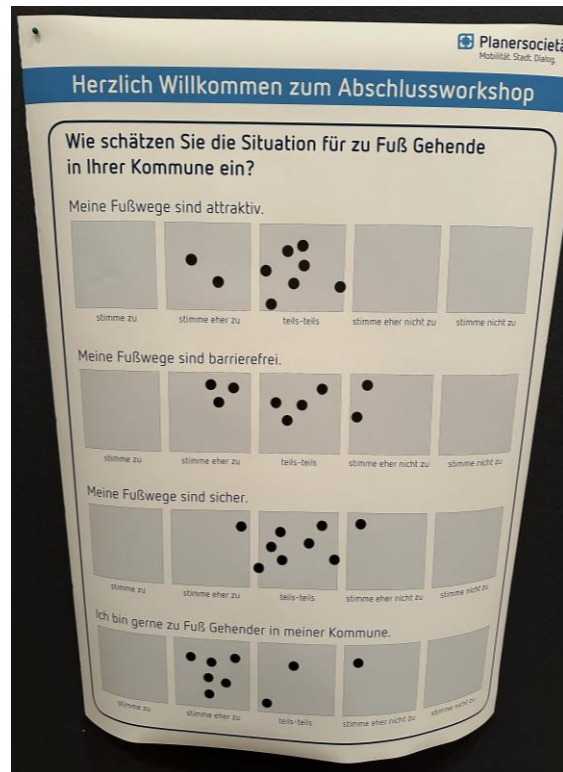 Planersocietä
Mobilität. Stadt. Dialog.
Herzlich Willkommen zum Abschlussworkshop
Wie schätzen Sie die Situation für zu Fuß Gehende
in Ihrer Kommune ein?
Meine Fußwege sind attraktiv.
stimme zu stimme eher zu teils-teils stimme eher nicht zu stimme nicht zu
Meine Fußwege sind barrierefrei.
stimme zu stimme eher zu teils-teils stimme eher nicht zu stimme nicht zu
Meine Fußwege sind sicher.
stimme zu stimme eher zu teils-teils stimme eher nicht zu stimme nicht zu
Ich bin gerne zu Fuß Gehender in meiner Kommune.
stimme zu stimme eher zu teils-teils stimme eher nicht zu stimme nicht zu